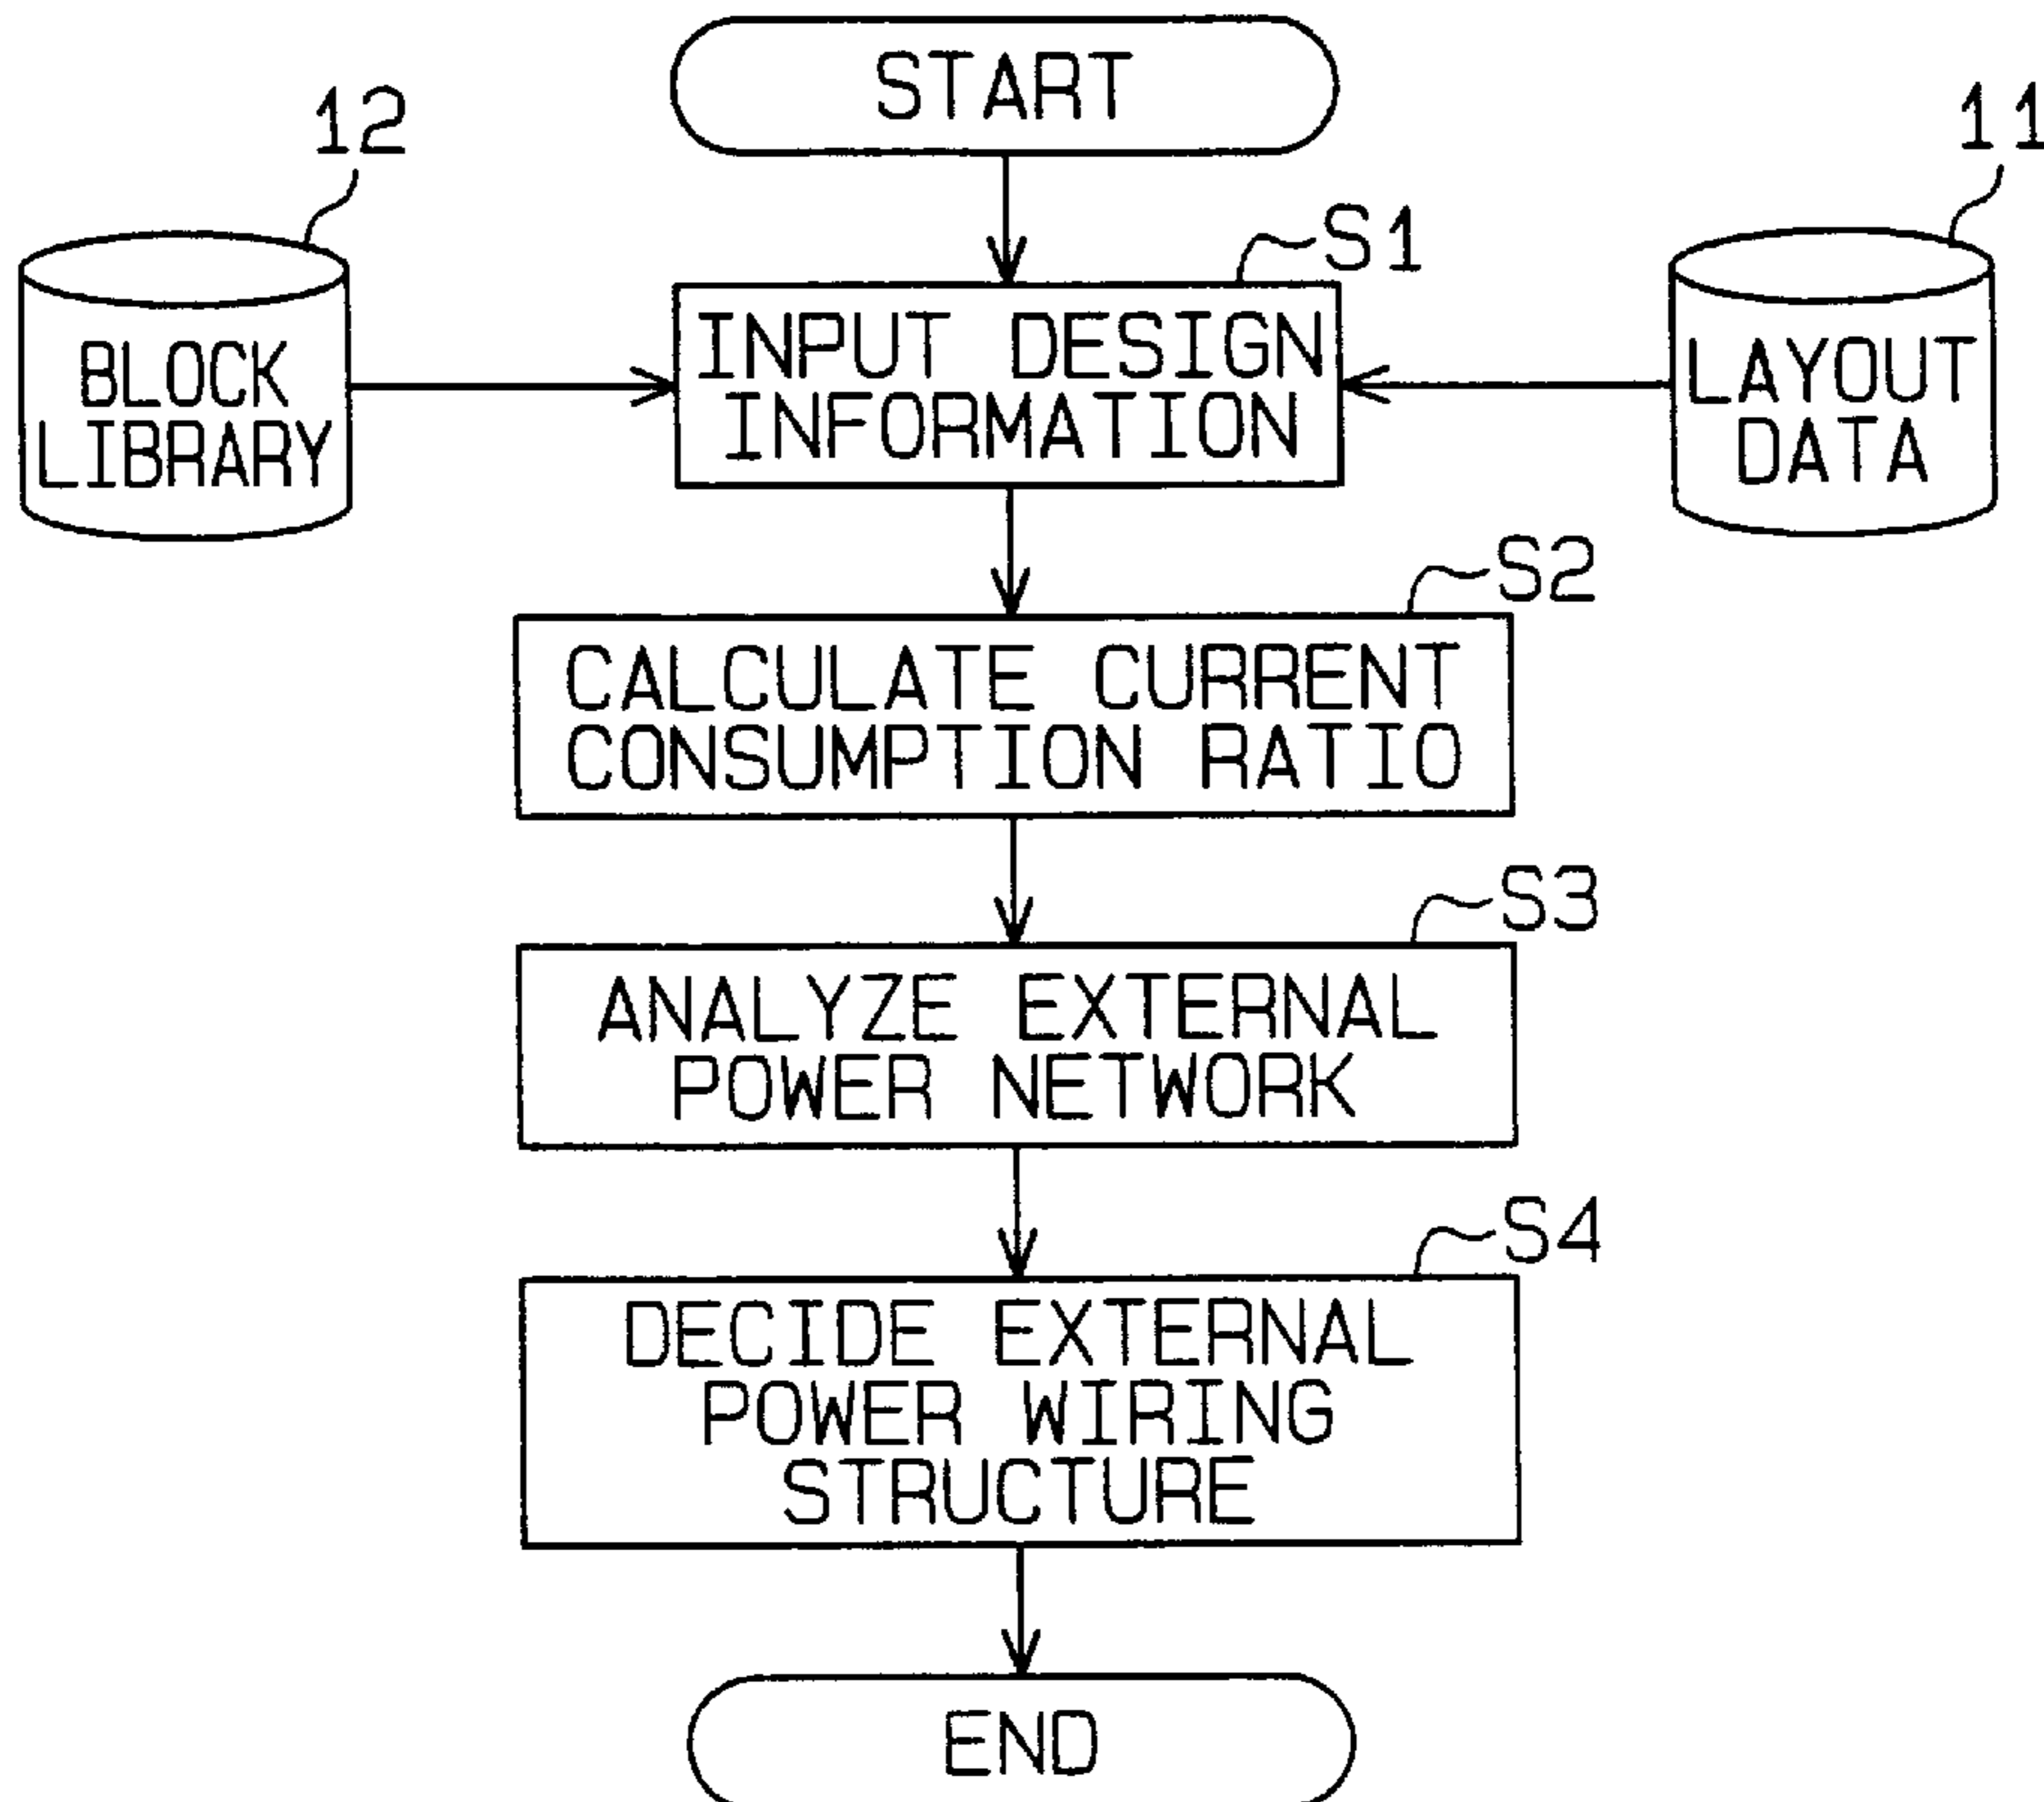 START
12
11
S1
INPUT DESIGN
INFORMATION
BLOCK
LIBRARY
LAYOUT
DATA
S2
CALCULATE CURRENT
CONSUMPTION RATIO
S3
ANALYZE EXTERNAL
POWER NETWORK
S4
DECIDE EXTERNAL
POWER WIRING
STRUCTURE
END